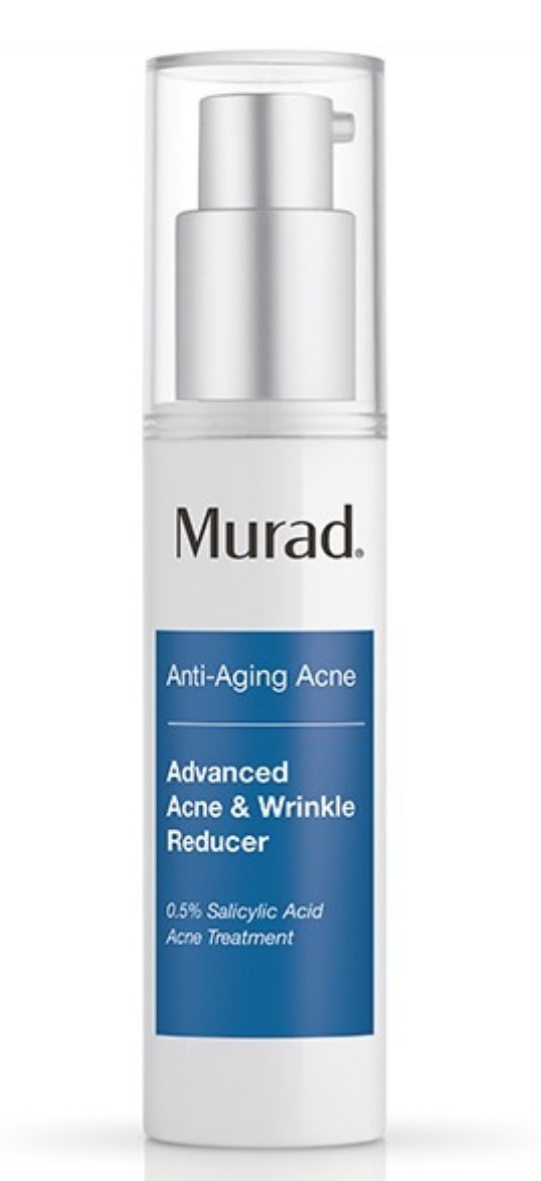 Murad®
Anti-Aging Acne
Advanced
Acne & Wrinkle
Reducer
0.5% Salicylic Acid
Acne Treatment